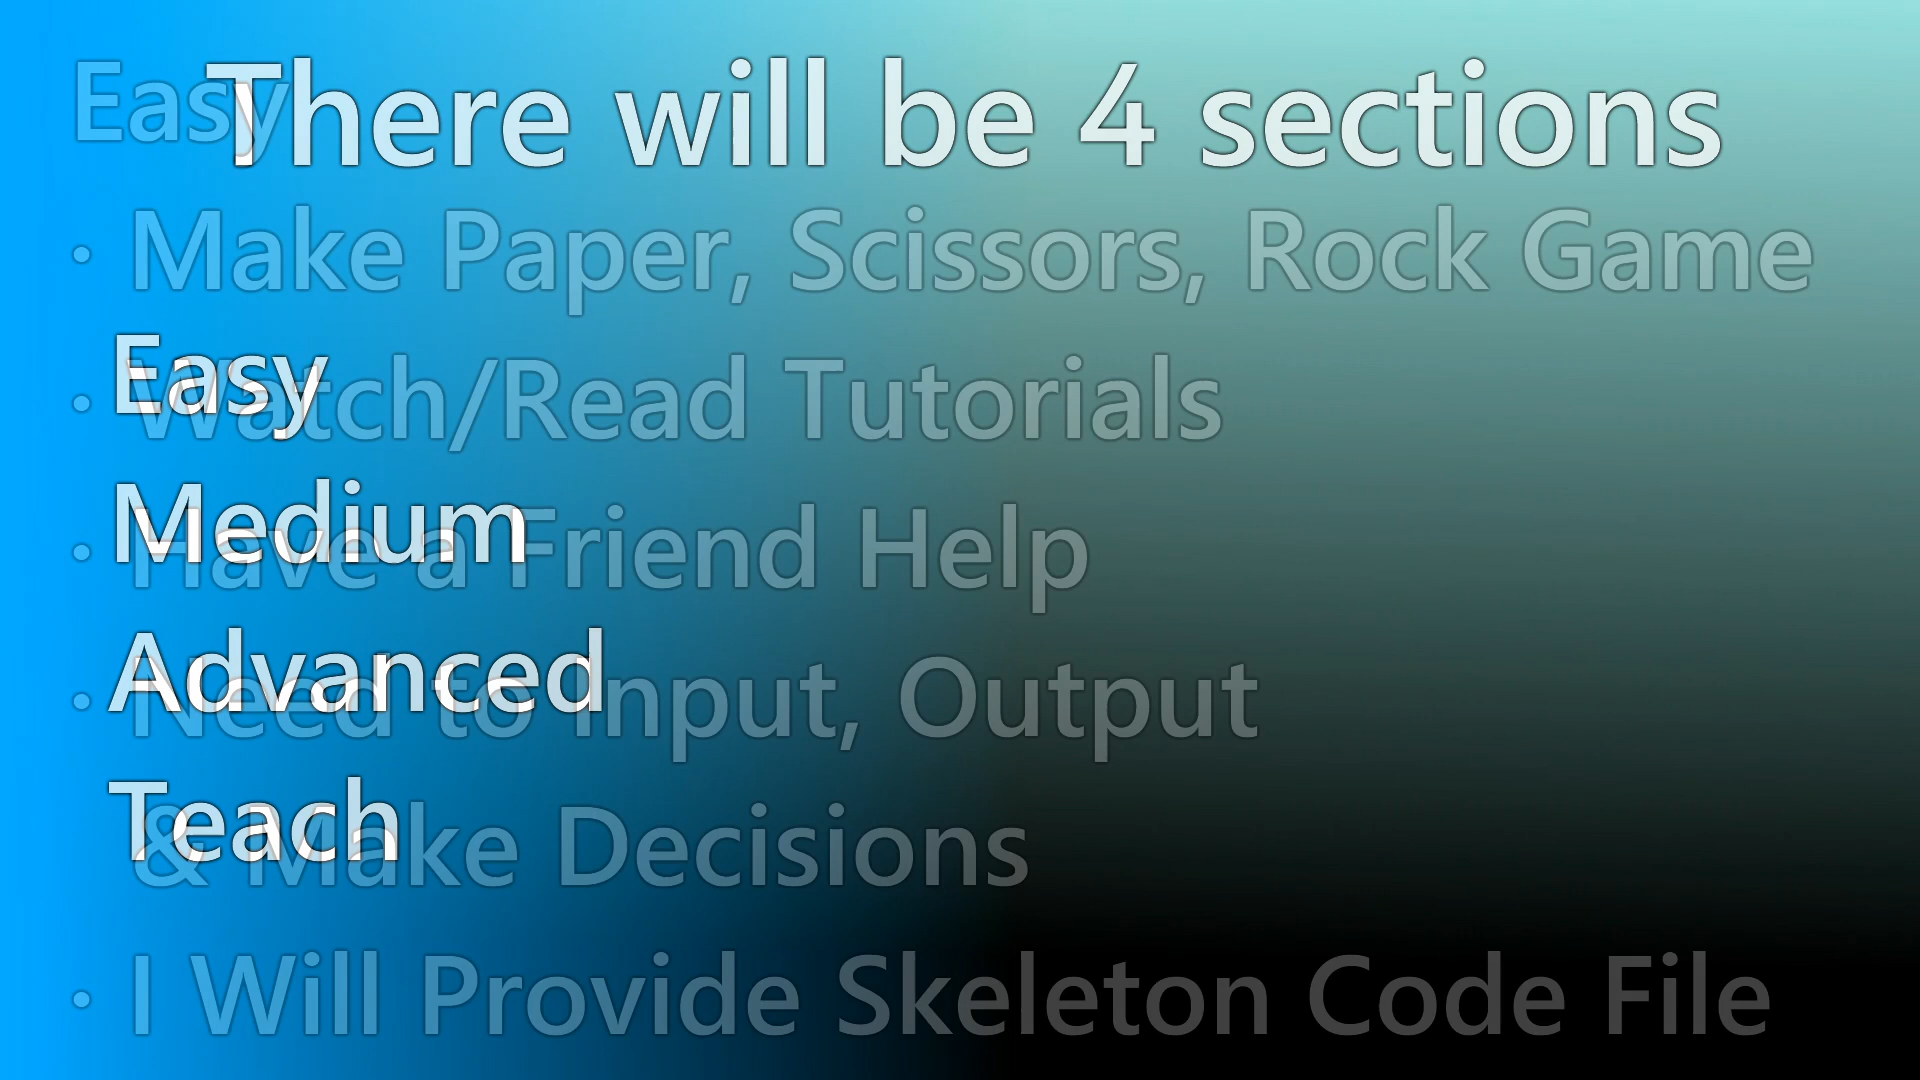 There will be 4 sections
Easy
Medium
Advanced
Teach
Easy
• Make Paper, Scissors, Rock Game
• Watch/Read Tutorials
• Have a Friend Help
• Need to Input, Output
& Make Decisions
• I Will Provide Skeleton Code File